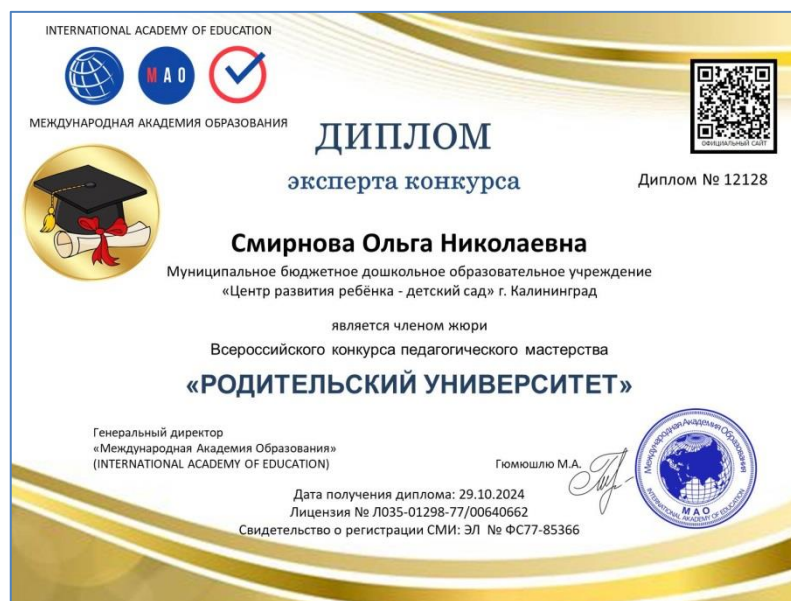 INTERNATIONAL ACADEMY OF EDUCATION
МАО
МЕЖДУНАРОДНАЯ АКАДЕМИЯ ОБРАЗОВАНИЯ
ОФИЦИАЛЬНЫЙ САЙТ
ДИПЛОМ
эксперта конкурса
Диплом № 12128
Смирнова Ольга Николаевна
Муниципальное бюджетное дошкольное образовательное учреждение
«Центр развития ребёнка - детский сад» г. Калининград
является членом жюри
Всероссийского конкурса педагогического мастерства
«РОДИТЕЛЬСКИЙ УНИВЕРСИТЕТ»
Генеральный директор
«Международная Академия Образования»
(INTERNATIONAL ACADEMY OF EDUCATION)
Гюмюшлю М.А.
Международная Академия Образования
МАО
INTERNATIONAL ACADEMY OF EDUCATION
Дата получения диплома: 29.10.2024
Лицензия № Л035-01298-77/00640662
Свидетельство о регистрации СМИ: ЭЛ № ФС77-85366